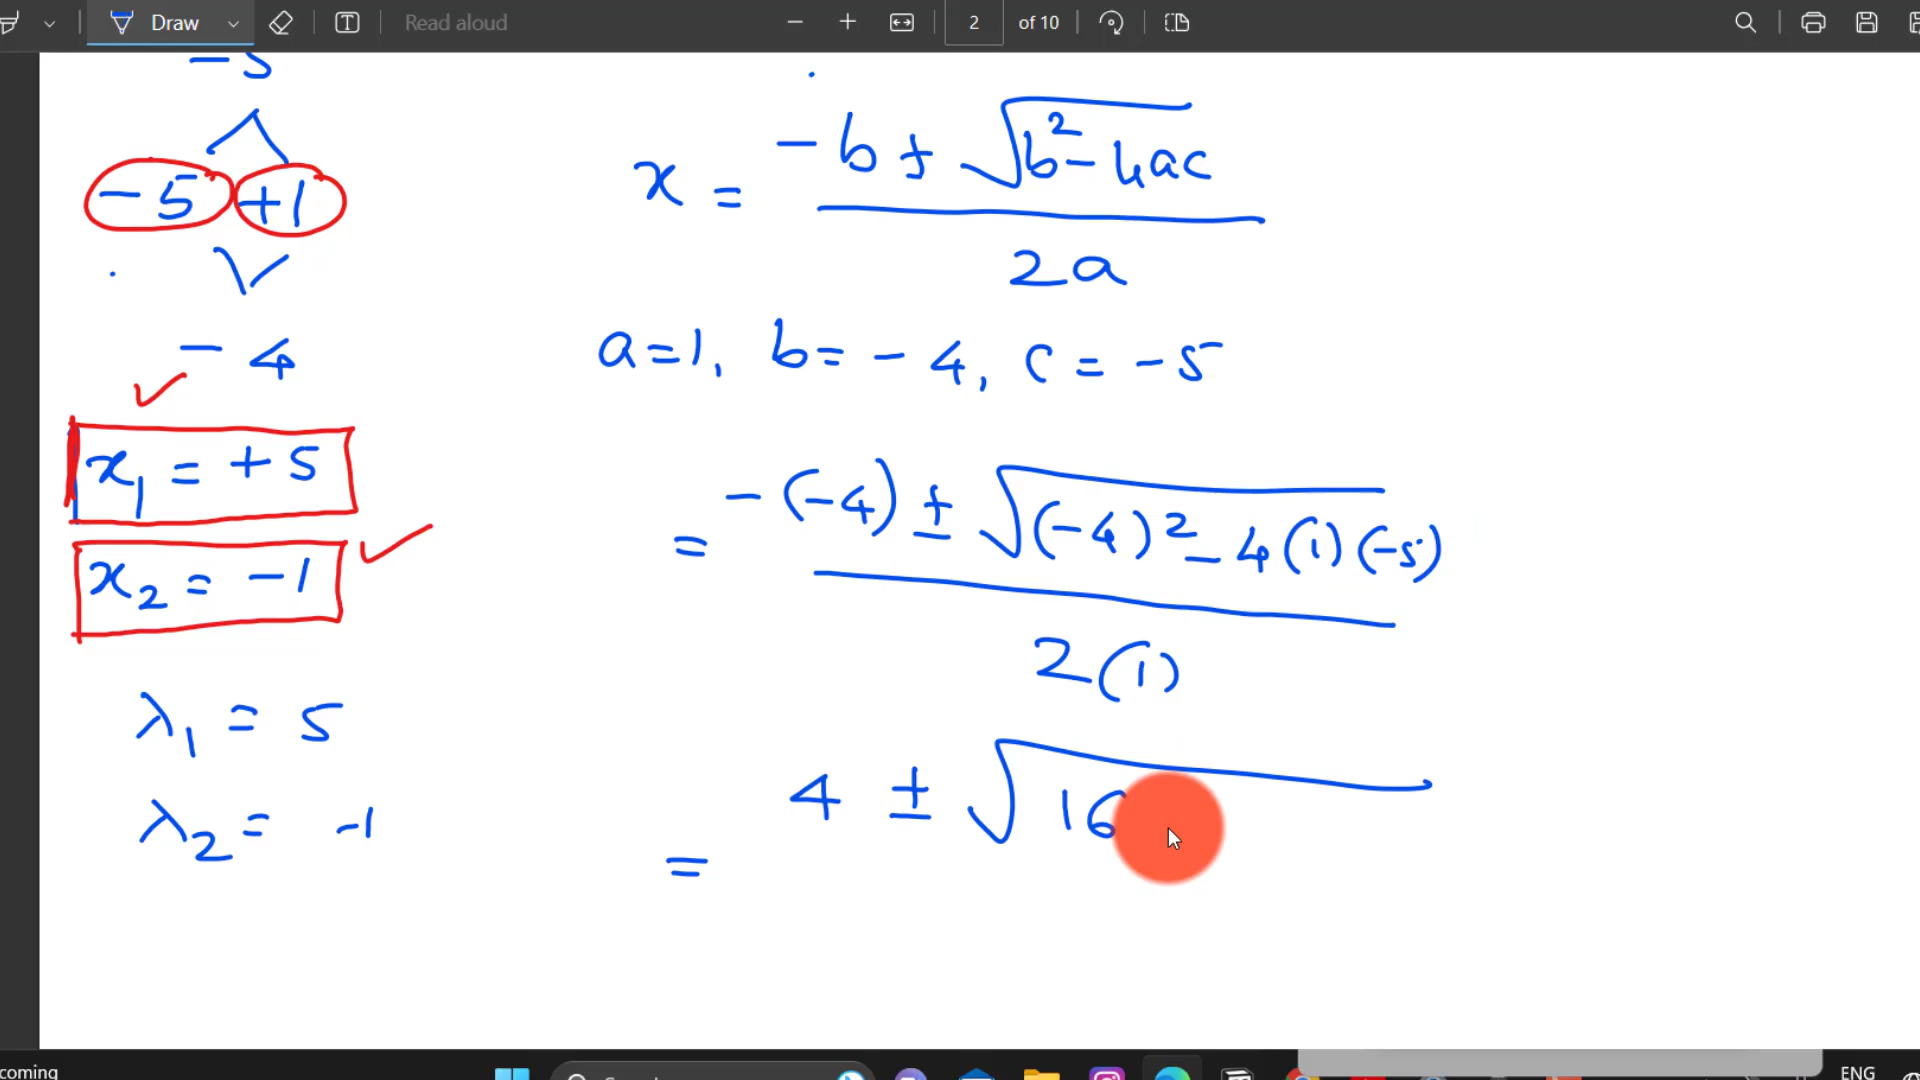 Draw
Read aloud
2 of 10
-5
-5 +1
-4
x₁ = +5
x₂ = -1
λ₁ = 5
λ₂ = -1
x = -b ± √b²-4ac
2a
a=1, b= -4, c = -5
= -(-4) ± √(-4)² - 4(1)(-5)
2(1)
= 4 ± √16
coming
ENG